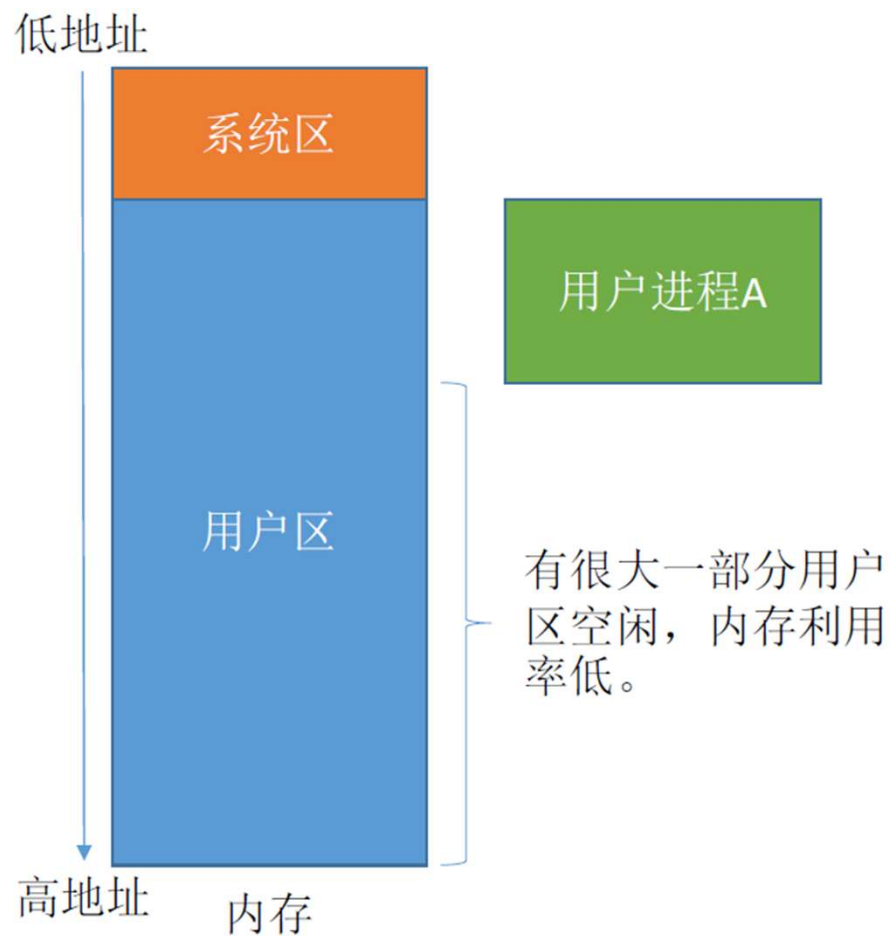 低地址
系统区
用户进程A
用户区
有很大一部分用户
区空闲，内存利用
率低。
高地址
内存